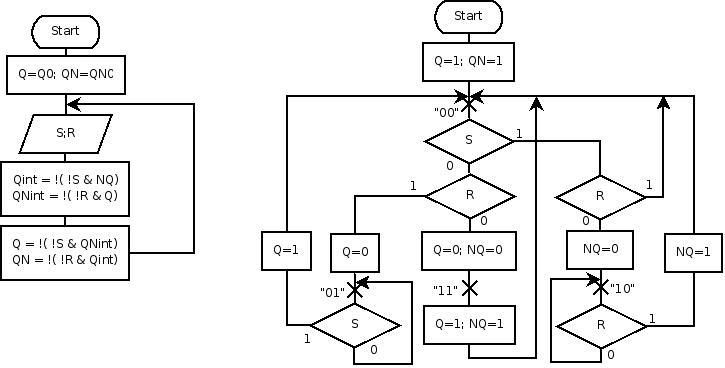 Start
Q=Q0; QN=QN0
S;R
Qint = !( !S & NQ)
QNint = !( !R & Q)
Q = !( !S & QNint)
QN = !( !R & Qint)
Start
Q=1; QN=1
"00"
S
1
0
R
1
0
R
1
0
Q=1
Q=0
Q=0; NQ=0
NQ=0
NQ=1
"01"
"11"
"10"
S
1
0
Q=1; NQ=1
R
1
0